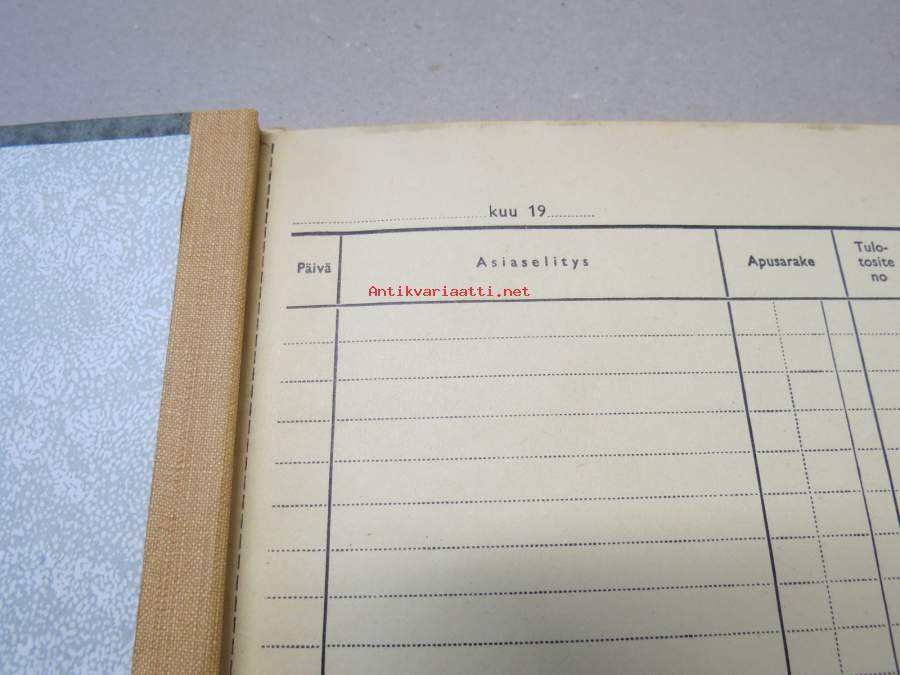 kuu 19
Päivä
Asiaselitys
Apusarake
Tulo-
tosite
no
Antikvariaatti.net